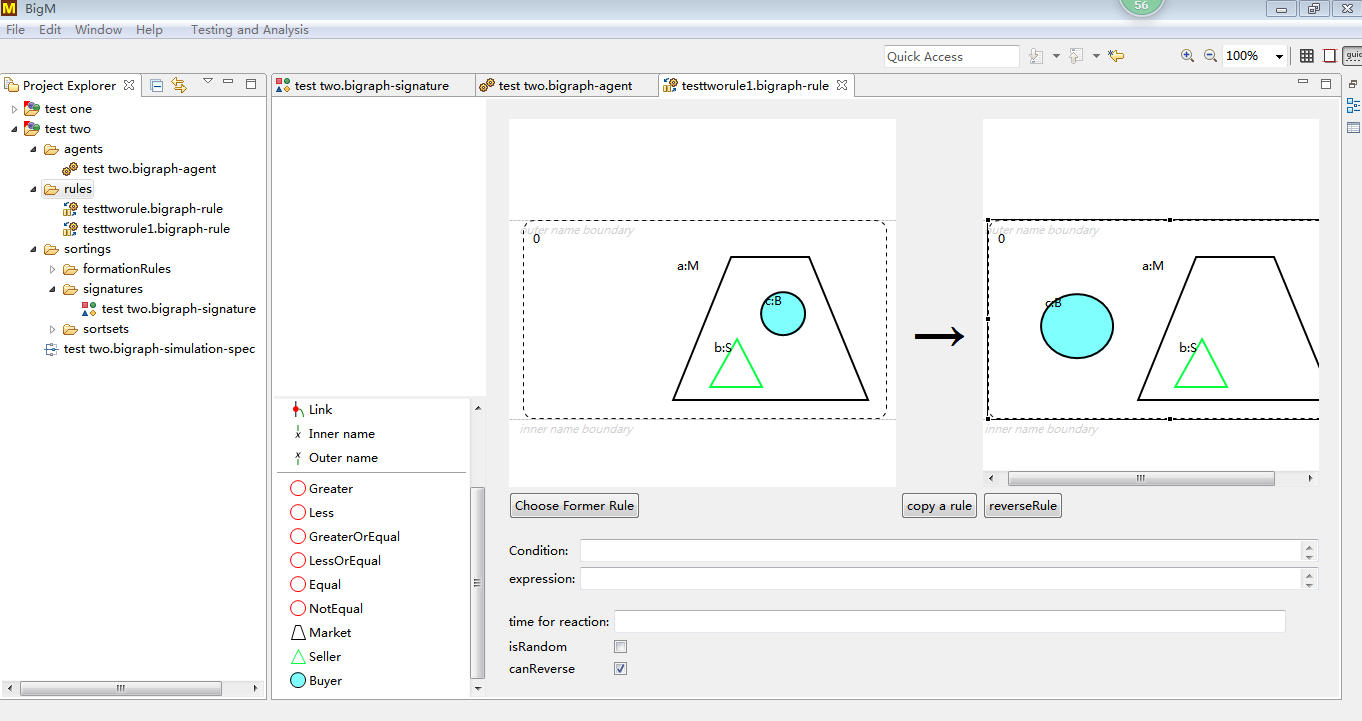 BigM
56
File Edit Window Help Testing and Analysis
Quick Access
100%
Project Explorer
test two.bigraph-signature
test two.bigraph-agent
testtworule1.bigraph-rule
test one
test two
agents
test two.bigraph-agent
rules
testtworule.bigraph-rule
testtworule1.bigraph-rule
sortings
formationRules
signatures
test two.bigraph-signature
sortsets
test two.bigraph-simulation-spec
Link
Inner name
Outer name
Greater
Less
GreaterOrEqual
LessOrEqual
Equal
NotEqual
Market
Seller
Buyer
outer name boundary
0
a:M
c:B
b:S
inner name boundary
outer name boundary
0
a:M
c:B
b:S
inner name boundary
Choose Former Rule
copy a rule
reverseRule
Condition:
expression:
time for reaction:
isRandom
canReverse